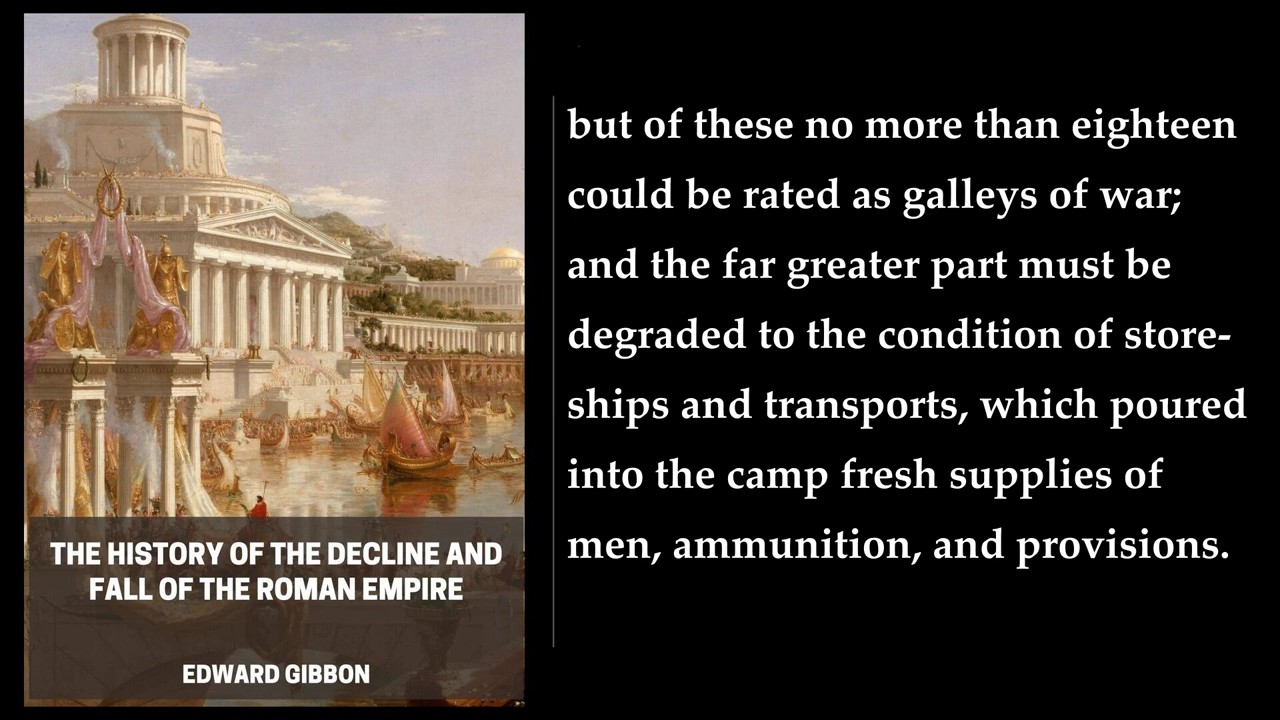 THE HISTORY OF THE DECLINE AND
FALL OF THE ROMAN EMPIRE
EDWARD GIBBON
but of these no more than eighteen
could be rated as galleys of war;
and the far greater part must be
degraded to the condition of store-
ships and transports, which poured
into the camp fresh supplies of
men, ammunition, and provisions.